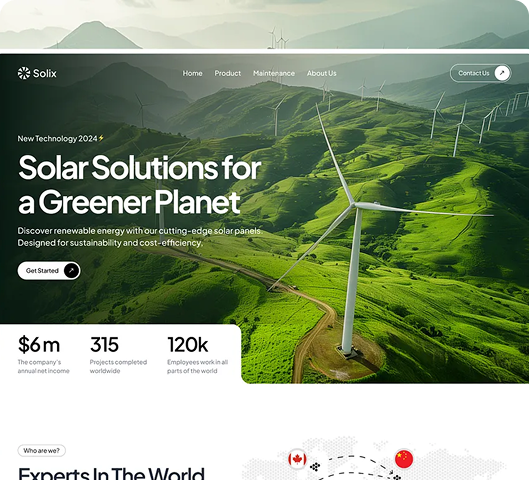 Solix
Home Product Maintenance About Us
Contact Us
New Technology 2024
Solar Solutions for
a Greener Planet
Discover renewable energy with our cutting-edge solar panels.
Designed for sustainability and cost-efficiency.
Get Started
$6m 315 120k
The company's
annual net income
Projects completed
worldwide
Employees work in all
parts of the world
Who are we?
Experts In The World